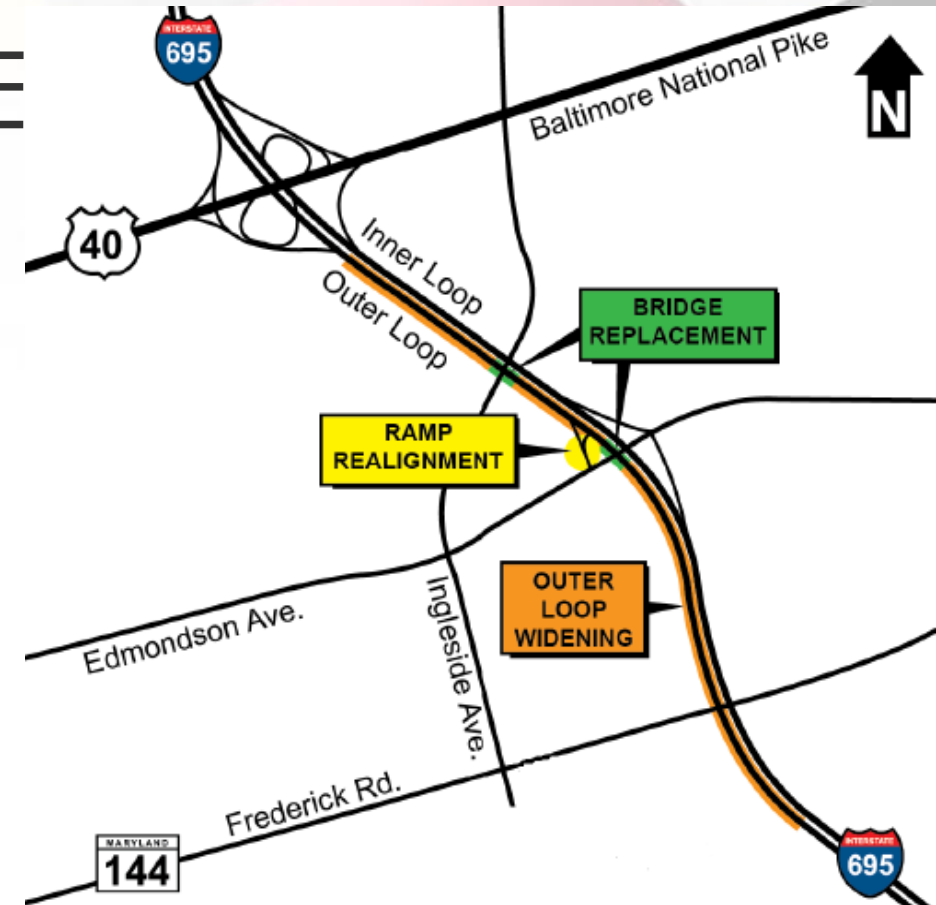 INTERSTATE
695
Baltimore National Pike
N
40
Inner Loop
Outer Loop
BRIDGE
REPLACEMENT
RAMP
REALIGNMENT
OUTER
LOOP
WIDENING
Edmondson Ave.
Ingleside Ave.
Frederick Rd.
MARYLAND
144
INTERSTATE
695